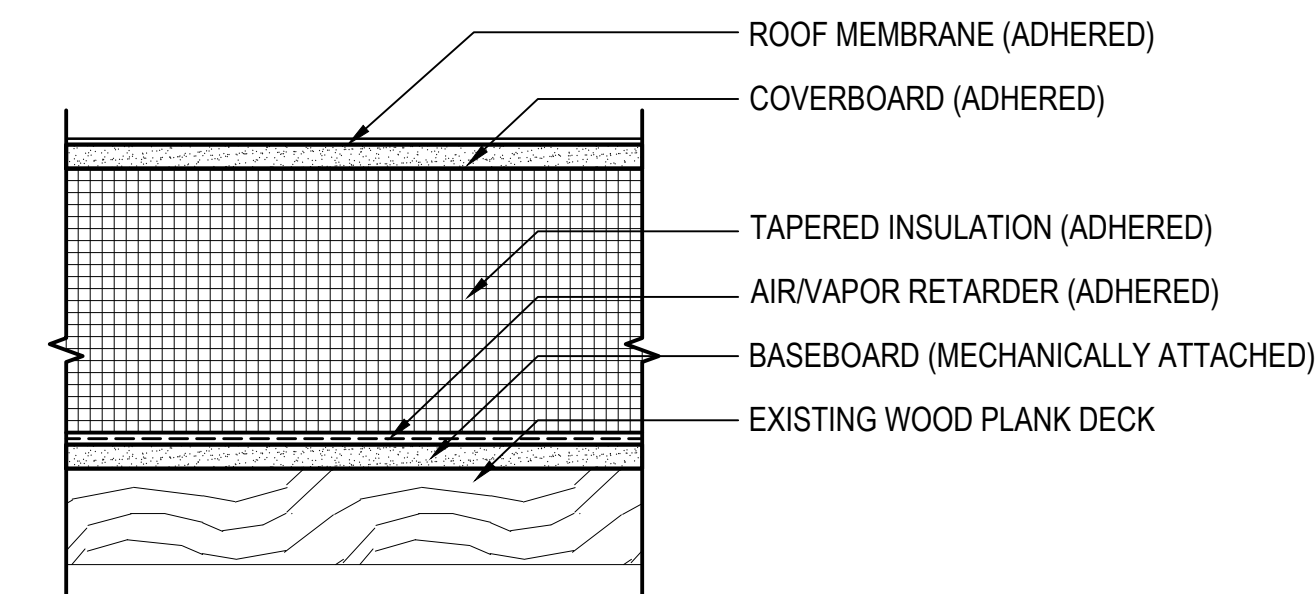 ROOF MEMBRANE (ADHERED)
COVERBOARD (ADHERED)
TAPERED INSULATION (ADHERED)
AIR/VAPOR RETARDER (ADHERED)
BASEBOARD (MECHANICALLY ATTACHED)
EXISTING WOOD PLANK DECK